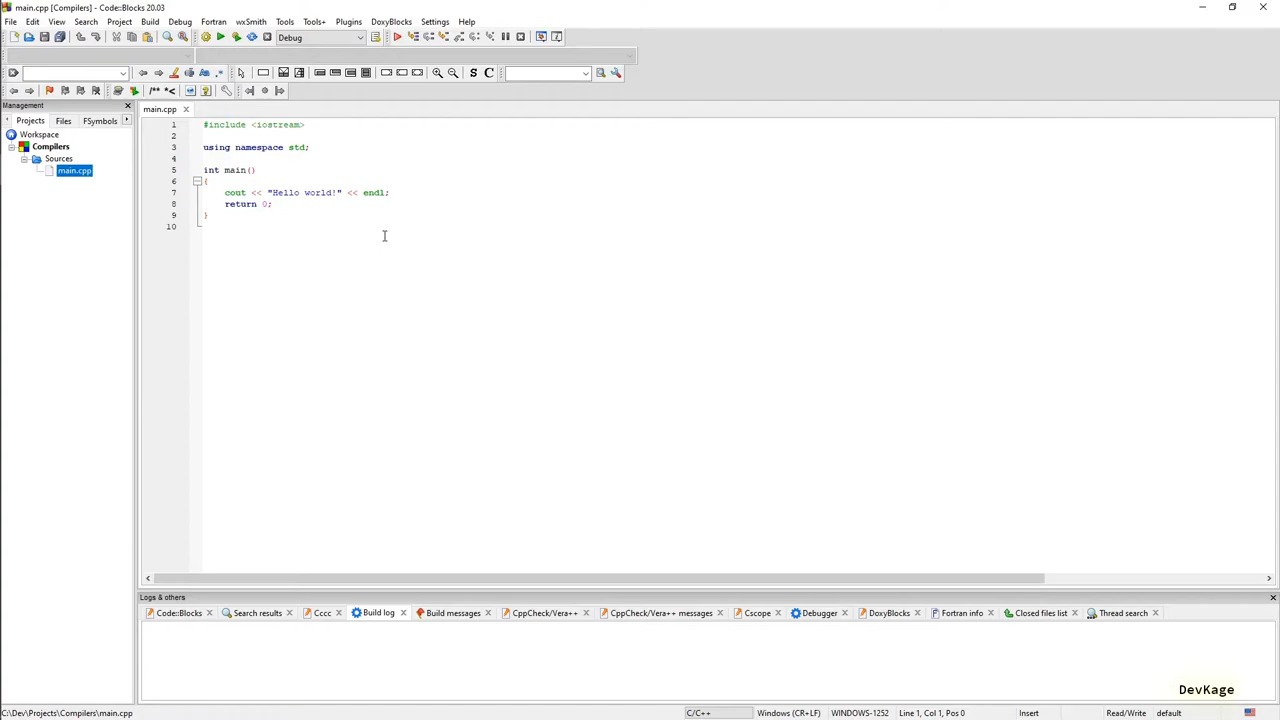 main.cpp [Compilers] - Code::Blocks 20.03
File Edit View Search Project Build Debug Fortran wxSmith Tools Tools+ Plugins DoxyBlocks Settings Help
Debug
S C
/** *<
Management
main.cpp
Projects Files FSymbols
Workspace
Compilers
Sources
main.cpp
1 #include <iostream>
2
3 using namespace std;
4
5 int main()
6 {
7 cout << "Hello world!" << endl;
8 return 0;
9 }
10
Logs & others
Code::Blocks Search results Cccc Build log Build messages CppCheck/Vera++ CppCheck/Vera++ messages Cscope Debugger DoxyBlocks Fortran info Closed files list Thread search
DevKage
C:\Dev\Projects\Compilers\main.cpp C/C++ Windows (CR+LF) WINDOWS-1252 Line 1, Col 1, Pos 0 Insert Read/Write default